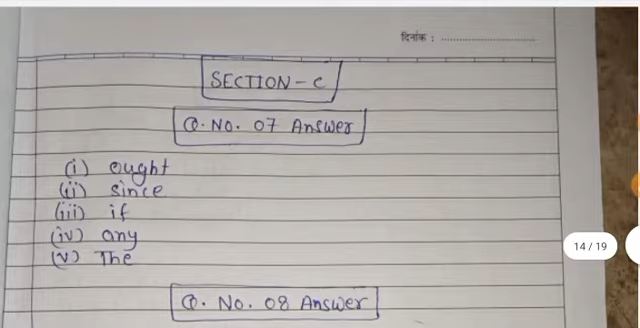 दिनांक : ..............................
SECTION - C
Q. No. 07 Answer
(i) ought
(ii) since
(iii) if
(iv) any
(v) The
14 / 19
Q. No. 08 Answer